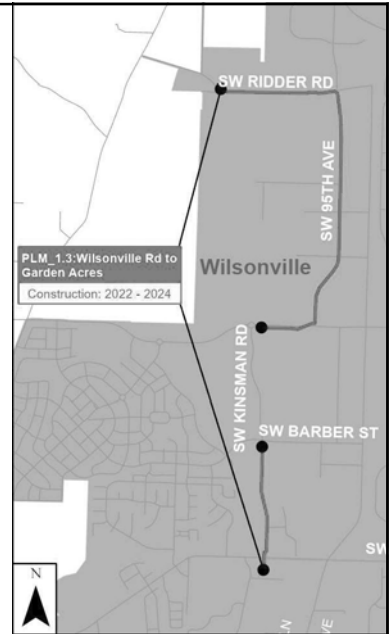 SW RIDDER RD
SW 95TH AVE
PLM_1.3:Wilsonville Rd to
Garden Acres
Construction: 2022 - 2024
Wilsonville
SW KINSMAN RD
SW BARBER ST
SW
N